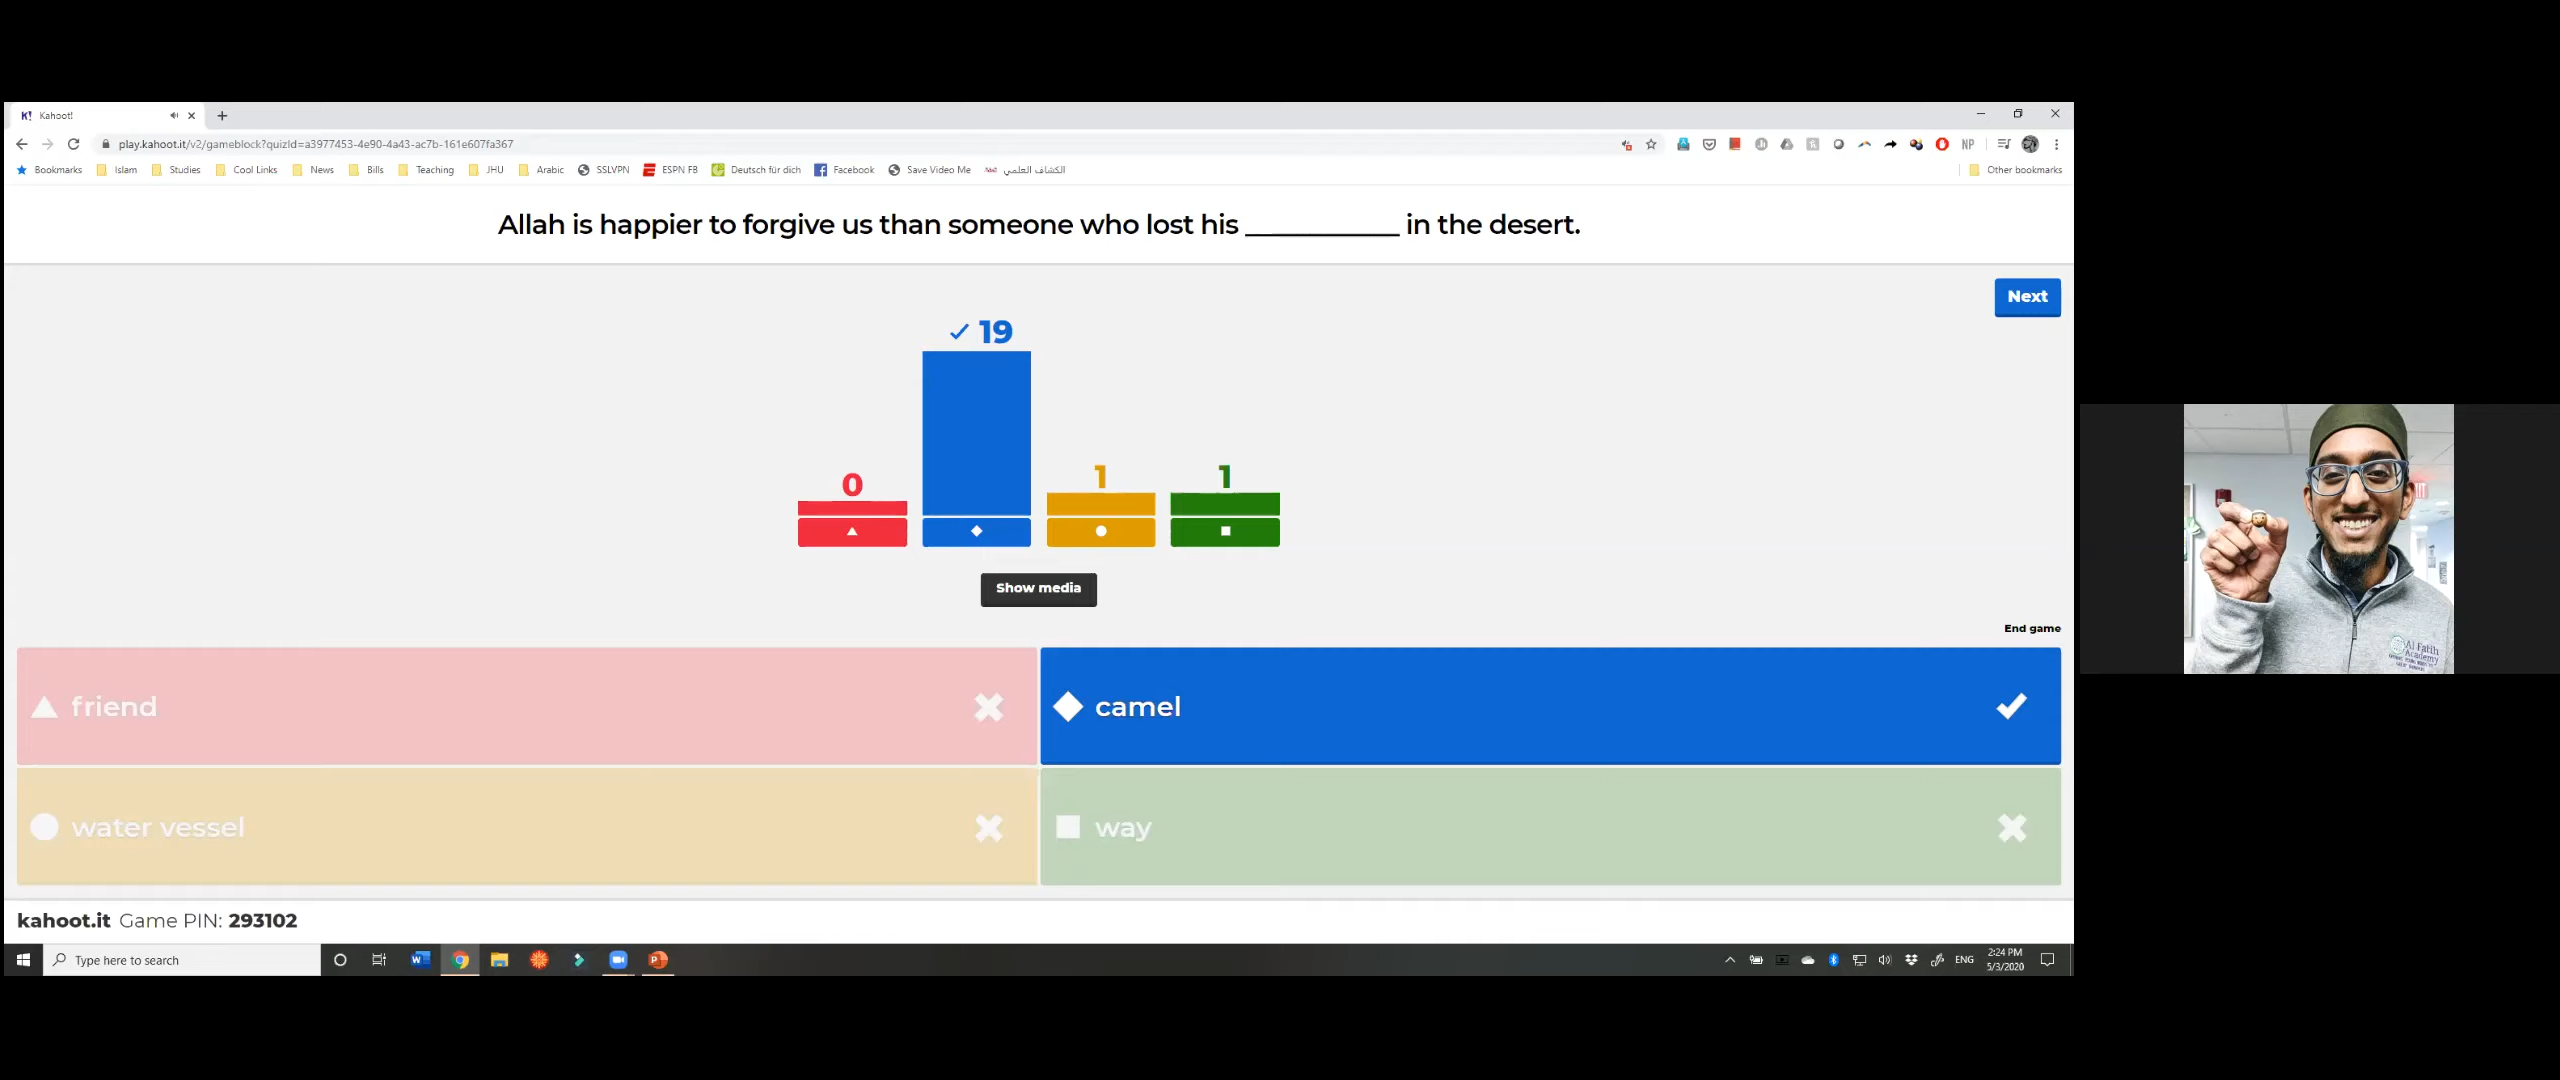 Kahoot!
play.kahoot.it/v2/gameblock?quizId=a3977453-4e90-4a43-ac7b-161e607fa367
NP
Bookmarks Islam Studies Cool Links News Bills Teaching JHU Arabic SSLVPN ESPN FB Deutsch für dich Facebook Save Video Me الكشاف العلمي Other bookmarks
Allah is happier to forgive us than someone who lost his __________ in the desert.
Next
19
0
1
1
Show media
End game
friend
camel
water vessel
way
kahoot.it Game PIN: 293102
Type here to search
ENG
2:24 PM
5/3/2020
Al Fatih
Academy